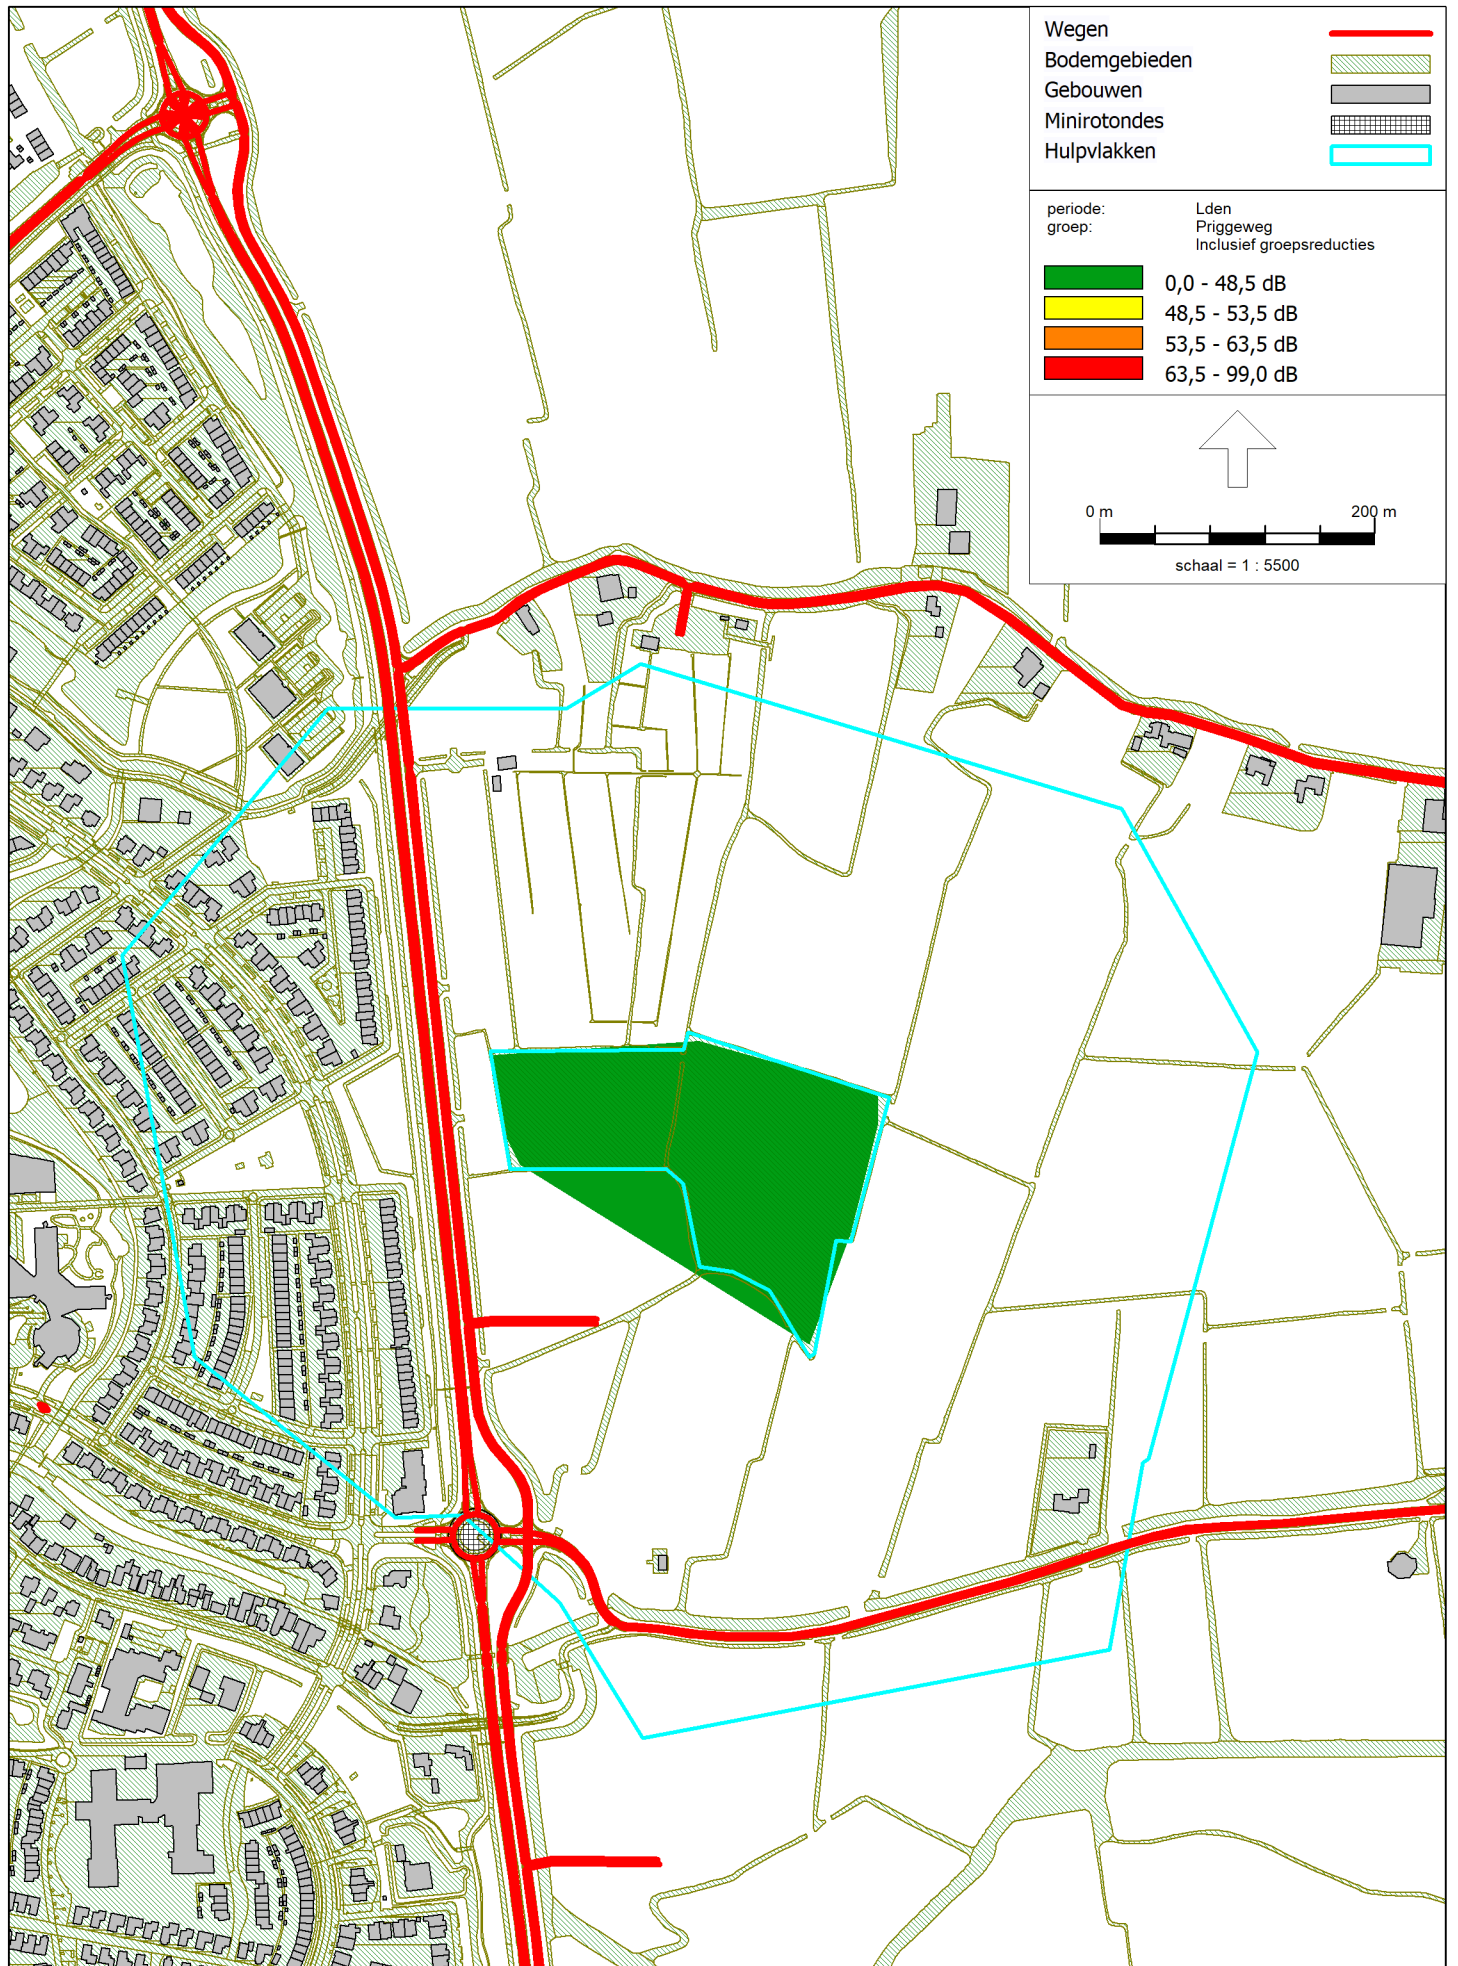 Wegen
Bodemgebieden
Gebouwen
Minirotondes
Hulpvlakken
periode: Lden
groep: Priggeweg
Inclusief groepsreducties
0,0 - 48,5 dB
48,5 - 53,5 dB
53,5 - 63,5 dB
63,5 - 99,0 dB
0 m 200 m
schaal = 1 : 5500